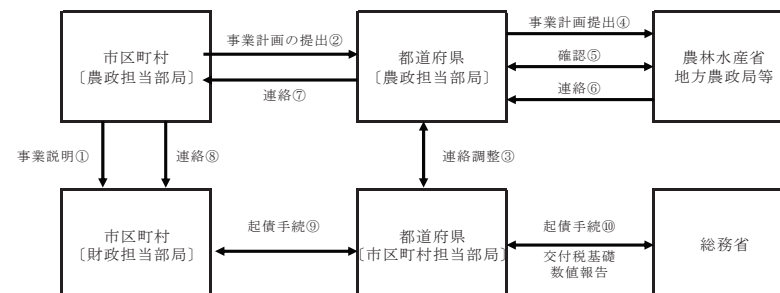 市区町村
〔農政担当部局〕
事業計画の提出②
連絡⑦
都道府県
〔農政担当部局〕
事業計画提出④
確認⑤
連絡⑥
農林水産省
地方農政局等
事業説明①
連絡⑧
連絡調整③
市区町村
〔財政担当部局〕
起債手続⑨
都道府県
〔市区町村担当部局〕
起債手続⑩
交付税基礎
数値報告
総務省